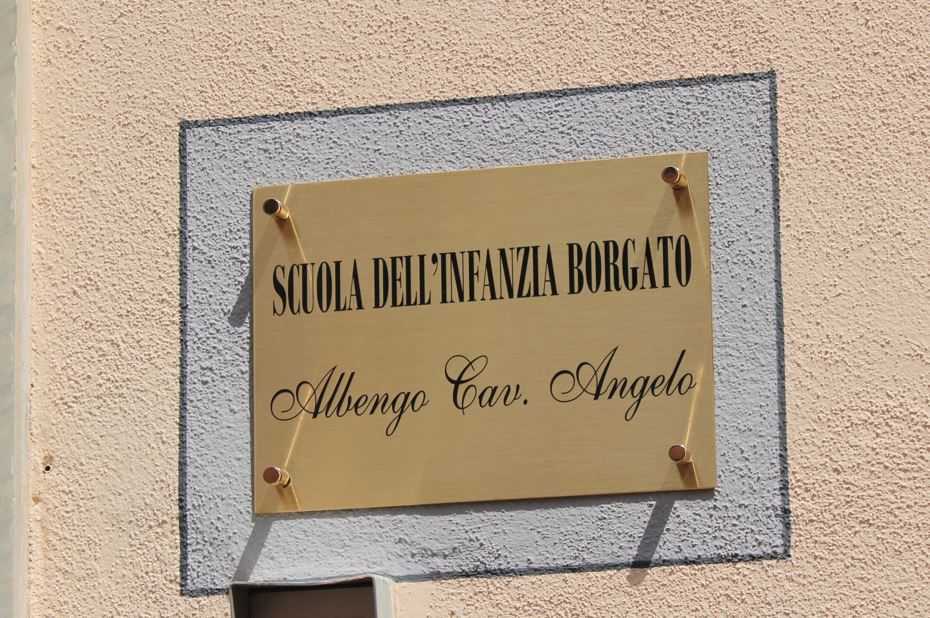 SCUOLA DELL'INFANZIA BORGATO
Albengo Cav. Angelo